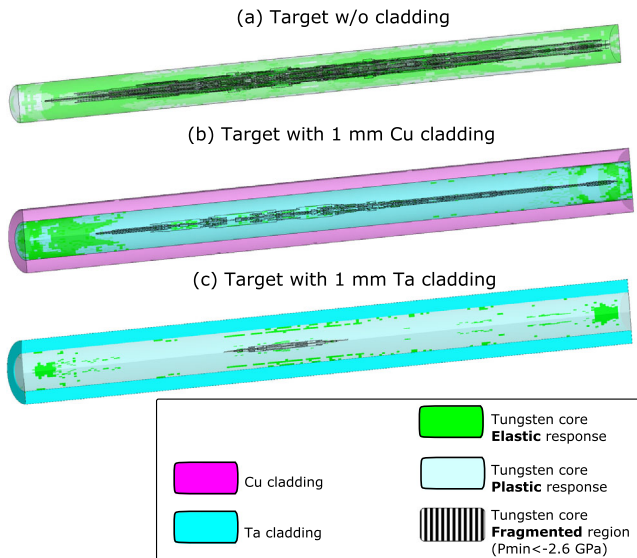 (a) Target w/o cladding
(b) Target with 1 mm Cu cladding
(c) Target with 1 mm Ta cladding
Cu cladding
Ta cladding
Tungsten core
Elastic response
Tungsten core
Plastic response
Tungsten core
Fragmented region
(Pmin<-2.6 GPa)